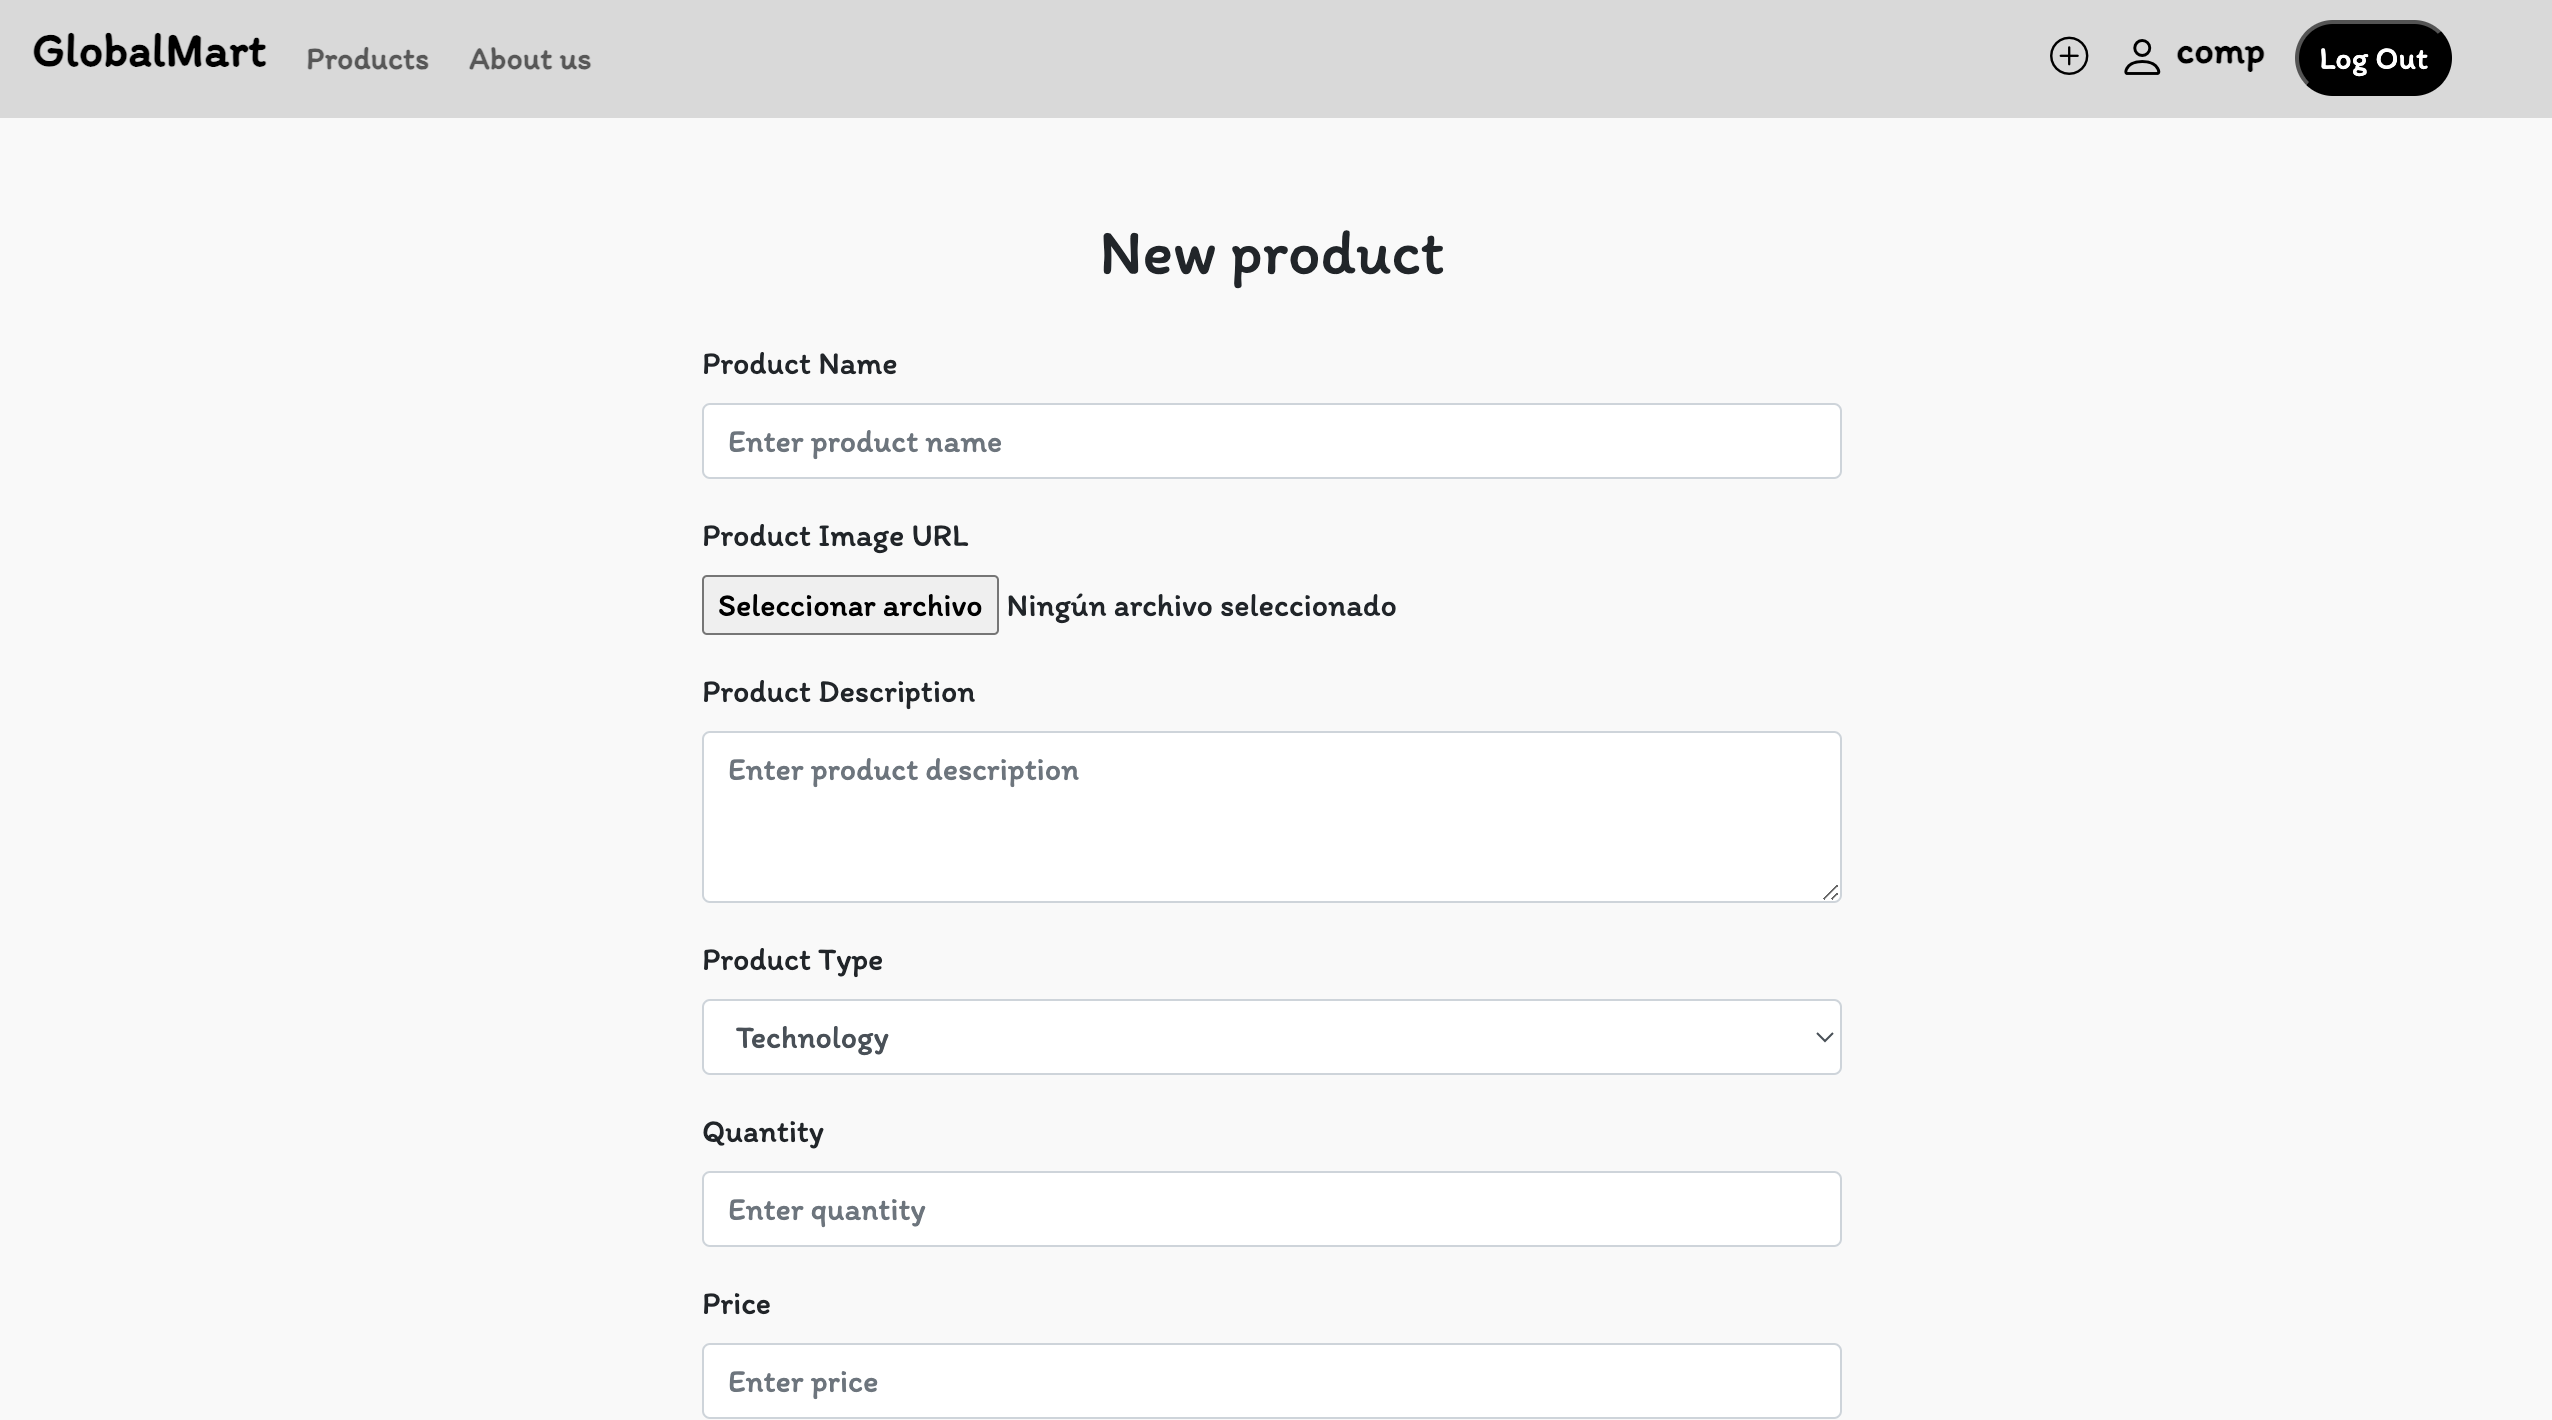 GlobalMart Products About us comp Log Out
New product
Product Name
Enter product name
Product Image URL
Seleccionar archivo Ningún archivo seleccionado
Product Description
Enter product description
Product Type
Technology
Quantity
Enter quantity
Price
Enter price